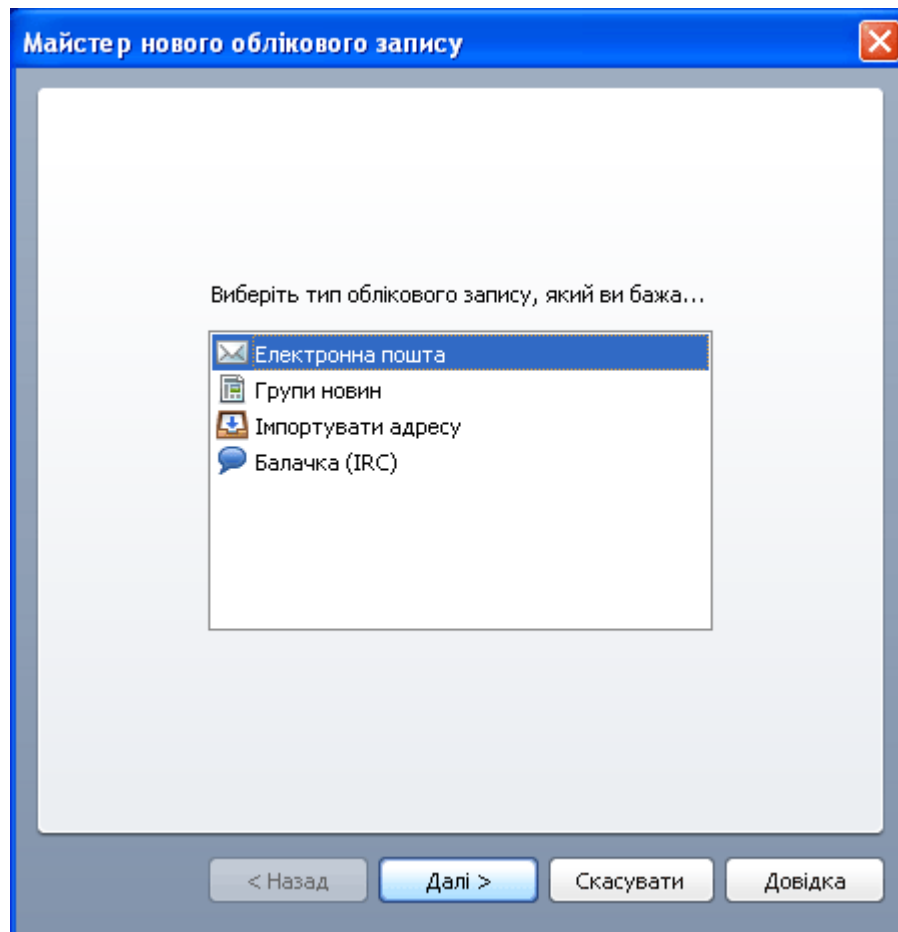 Майстер нового облікового запису
Виберіть тип облікового запису, який ви бажа...
Електронна пошта
Групи новин
Імпортувати адресу
Балачка (IRC)
< Назад Далі > Скасувати Довідка